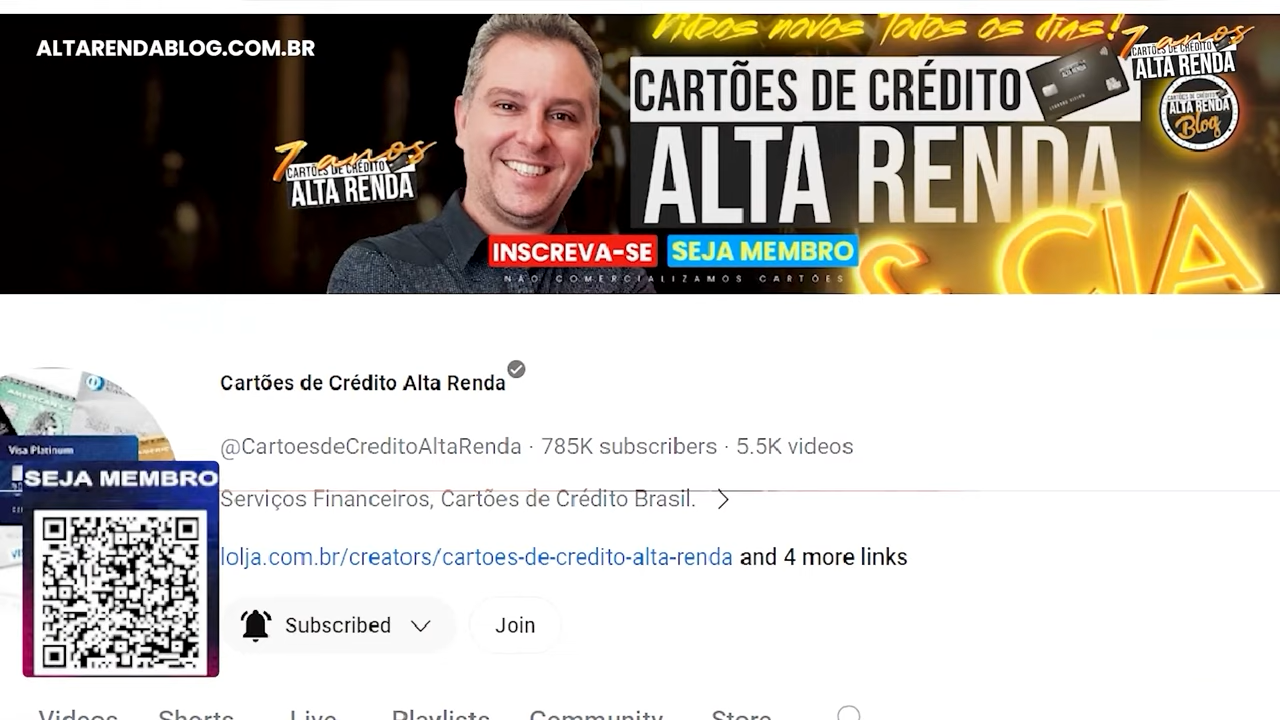 ALTARENDABLOG.COM.BR
Vídeos novos todos os dias!
7 anos
CARTÕES DE CRÉDITO
ALTA RENDA
7 anos
CARTÕES DE CRÉDITO
ALTA RENDA
CARTÕES DE CRÉDITO
ALTA RENDA
Blog
CARTÕES DE CRÉDITO
ALTA RENDA
& CIA
INSCREVA-SE
SEJA MEMBRO
NÃO COMERCIALIZAMOS CARTÕES
Cartões de Crédito Alta Renda
@CartoesdeCreditoAltaRenda · 785K subscribers · 5.5K videos
Visa Platinum
SEJA MEMBRO
Serviços Financeiros, Cartões de Crédito Brasil.
lolja.com.br/creators/cartoes-de-credito-alta-renda and 4 more links
Subscribed
Join
Videos Shorts Live Playlists Community Store